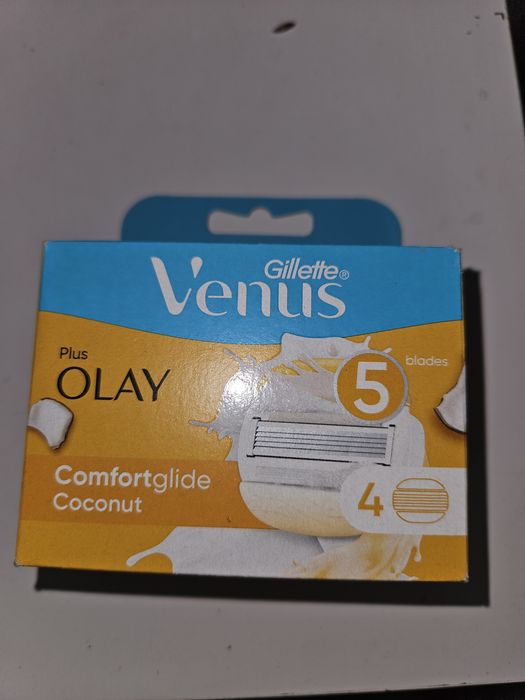 Gillette®
Venus
Plus
OLAY
5 blades
Comfortglide
Coconut
4